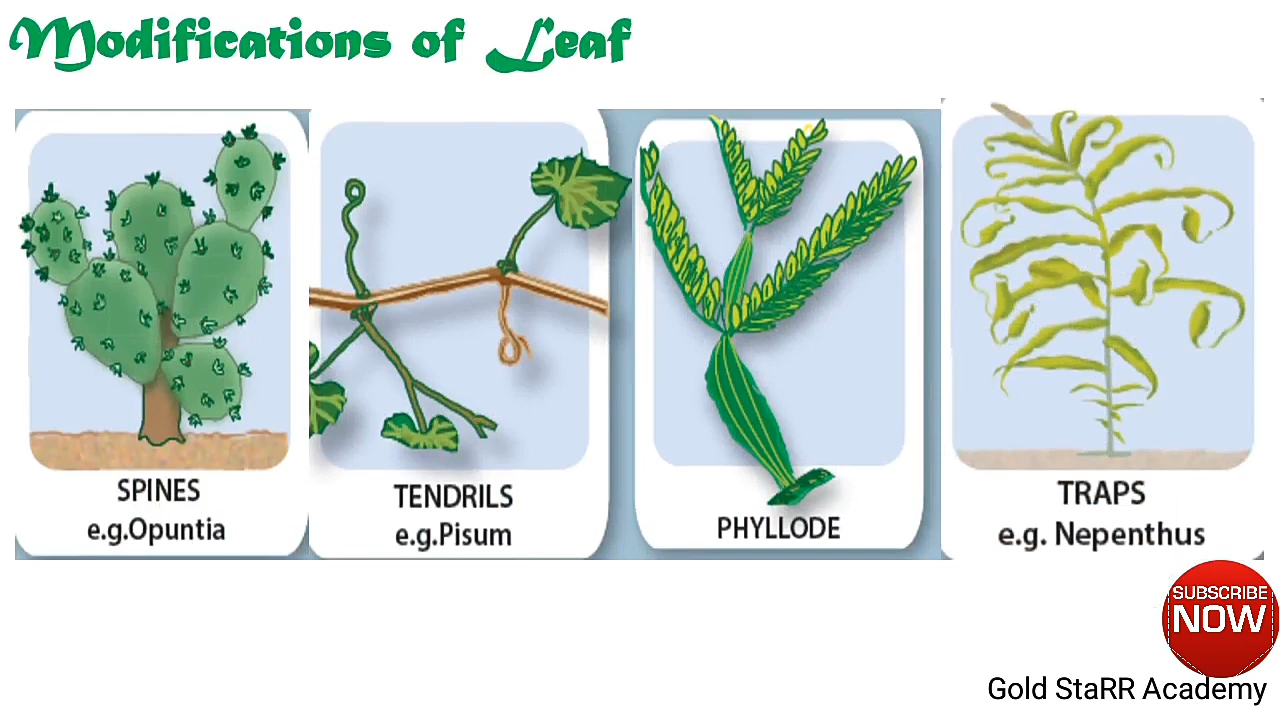 Modifications of Leaf
SPINES
e.g.Opuntia
TENDRILS
e.g.Pisum
PHYLLODE
TRAPS
e.g. Nepenthus
SUBSCRIBE
NOW
Gold StaRR Academy